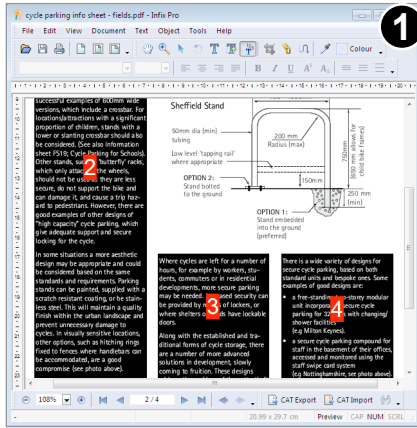 cycle parking info sheet - fields.pdf - Infix Pro
1
File Edit View Document Text Object Tools Help
Colour
successful examples of 600mm wide
versions, which include a crossbar. For
locations/attractions with a significant
proportion of children, stands with a
lower or slanting crossbar should also
be considered. (See also Information
sheet FS19; Cycle Parking for Schools).
Other stands, such 'butterfly' racks,
which only attach the wheels,
should not be used as they are less
secure, do not support the bike and
can damage it, and cause a trip haz-
ard to pedestrians. However, there are
good examples of other designs of
"high capacity" cycle parking, which
give adequate support and secure
locking for the cycle.
2
In some situations a more aesthetic
design may be appropriate and could
be considered based on the same
standards and requirements. Parking
stands can be painted, supplied with a
scratch resistant coating, or be stain-
less steel. This will maintain a quality
finish within the urban landscape and
prevent unnecessary damage to
cycles. In visually sensitive locations,
other options, such as hitching rings
fixed to fences where handlebars can
be accommodated, are a good
compromise (see photo above).
Sheffield Stand
50mm dia (min)
tubing
Low level 'tapping rail'
where appropriate
OPTION 2:
Stand bolted
to the ground
200 mm
Radius (max)
150mm
750mm
(650 mm allows for
child bike frames)
250 mm
(min)
OPTION 1:
Stand embedded
into the ground
(preferred)
Where cycles are left for a number of
hours, for example by workers, stu-
dents, commuters or in residential
developments, more secure parking
may be needed. Increased security can
be provided by means of lockers, or
where shelters or sheds have lockable
doors.
3
Along with the established and tra-
ditional forms of cycle storage, there
are a number of more advanced
solutions in development, slowly
coming to fruition. These designs
There is a wide variety of designs for
secure cycle parking, based on both
standard units and bespoke ones. Some
examples of good designs are:
• a free-standing two-storey modular
unit incorporating secure cycle
parking for 32 with changing/
shower facilities
(e.g Milton Keynes).
4
• a secure cycle parking compound for
staff in the basement of their offices,
accessed and monitored using the
staff swipe card system
(e.g Nottinghamshire, see photo above).
108% 2 / 4 CAT Export CAT Import
20.99 x 29.7 cm Preview CAP NUM SCRL